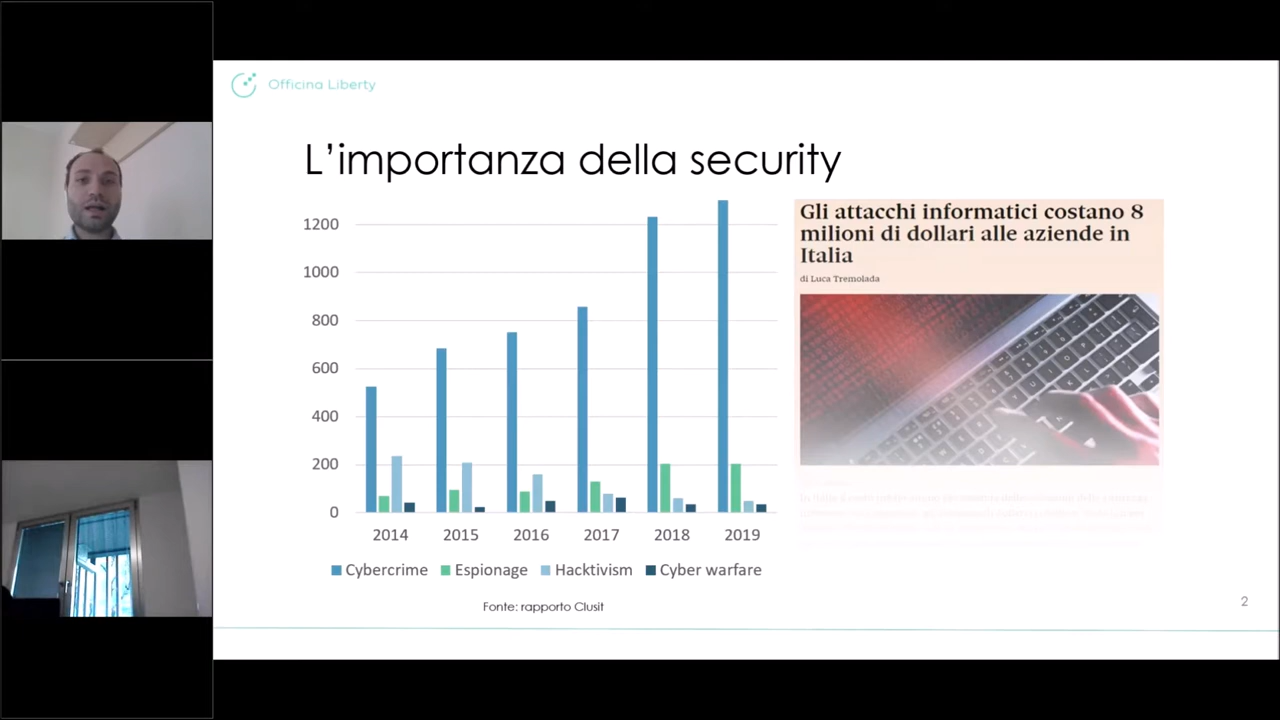 Officina Liberty
L'importanza della security
1200
1000
800
600
400
200
0
2014 2015 2016 2017 2018 2019
Cybercrime Espionage Hacktivism Cyber warfare
Fonte: rapporto Clusit
Gli attacchi informatici costano 8
milioni di dollari alle aziende in
Italia
di Luca Tremolada
2